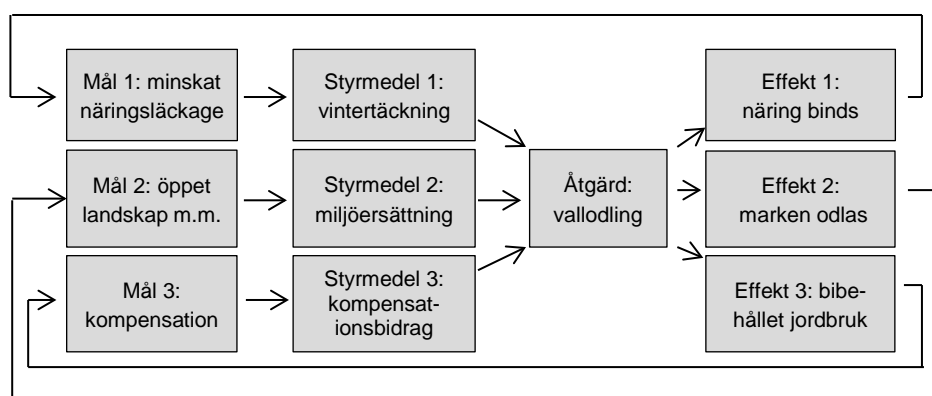 Mål 1: minskat
näringsläckage
Styrmedel 1:
vintertäckning
Effekt 1:
näring binds
Mål 2: öppet
landskap m.m.
Styrmedel 2:
miljöersättning
Åtgärd:
vallodling
Effekt 2:
marken odlas
Mål 3:
kompensation
Styrmedel 3:
kompensat-
ionsbidrag
Effekt 3: bibe-
hållet jordbruk